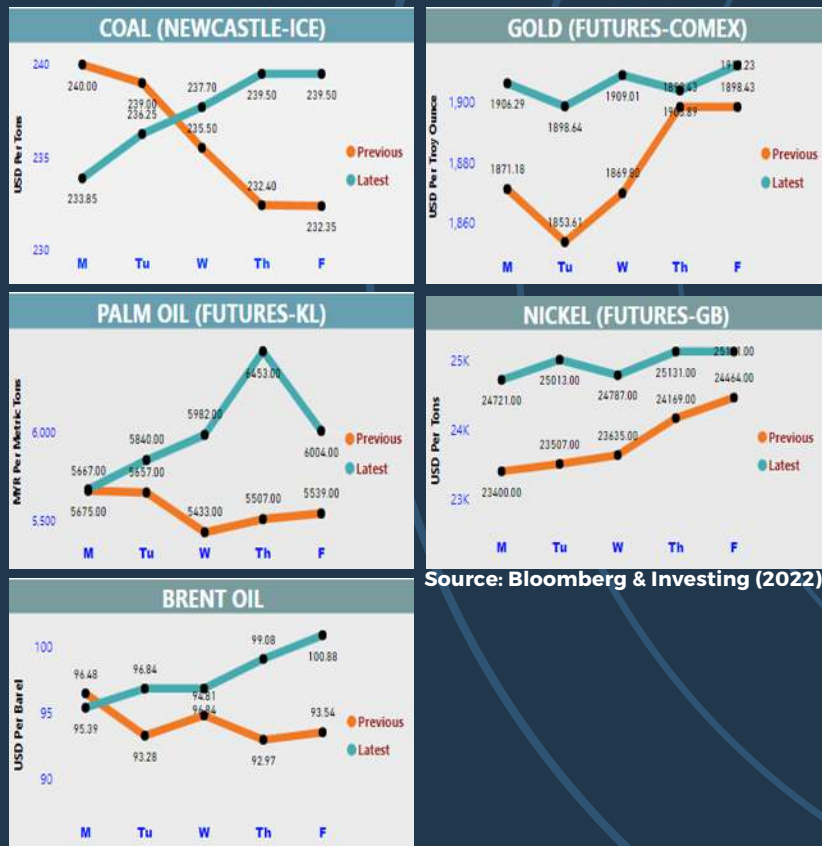 COAL (NEWCASTLE-ICE)
USD Per Tons
240
235
230
240.00
239.00
236.25
237.70
235.50
239.50
239.50
233.85
232.40
232.35
M Tu W Th F
Previous
Latest
GOLD (FUTURES-COMEX)
USD Per Troy Ounce
1,900
1,880
1,860
1906.29
1898.64
1909.01
1898.43
1871.18
1853.61
1869.80
1903.89
M Tu W Th F
Previous
Latest
PALM OIL (FUTURES-KL)
MYR Per Metric Tons
6,000
5,500
6453.00
5982.00
5840.00
6004.00
5667.00
5657.00
5675.00
5433.00
5507.00
5539.00
M Tu W Th F
Previous
Latest
NICKEL (FUTURES-GB)
USD Per Tons
25K
24K
23K
24721.00
25013.00
24787.00
25131.00
24464.00
24169.00
23635.00
23507.00
23400.00
M Tu W Th F
Previous
Latest
Source: Bloomberg & Investing (2022)
BRENT OIL
USD Per Barel
100
95
90
96.48
96.84
94.81
96.84
99.08
100.88
95.39
93.28
92.97
93.54
M Tu W Th F
Previous
Latest